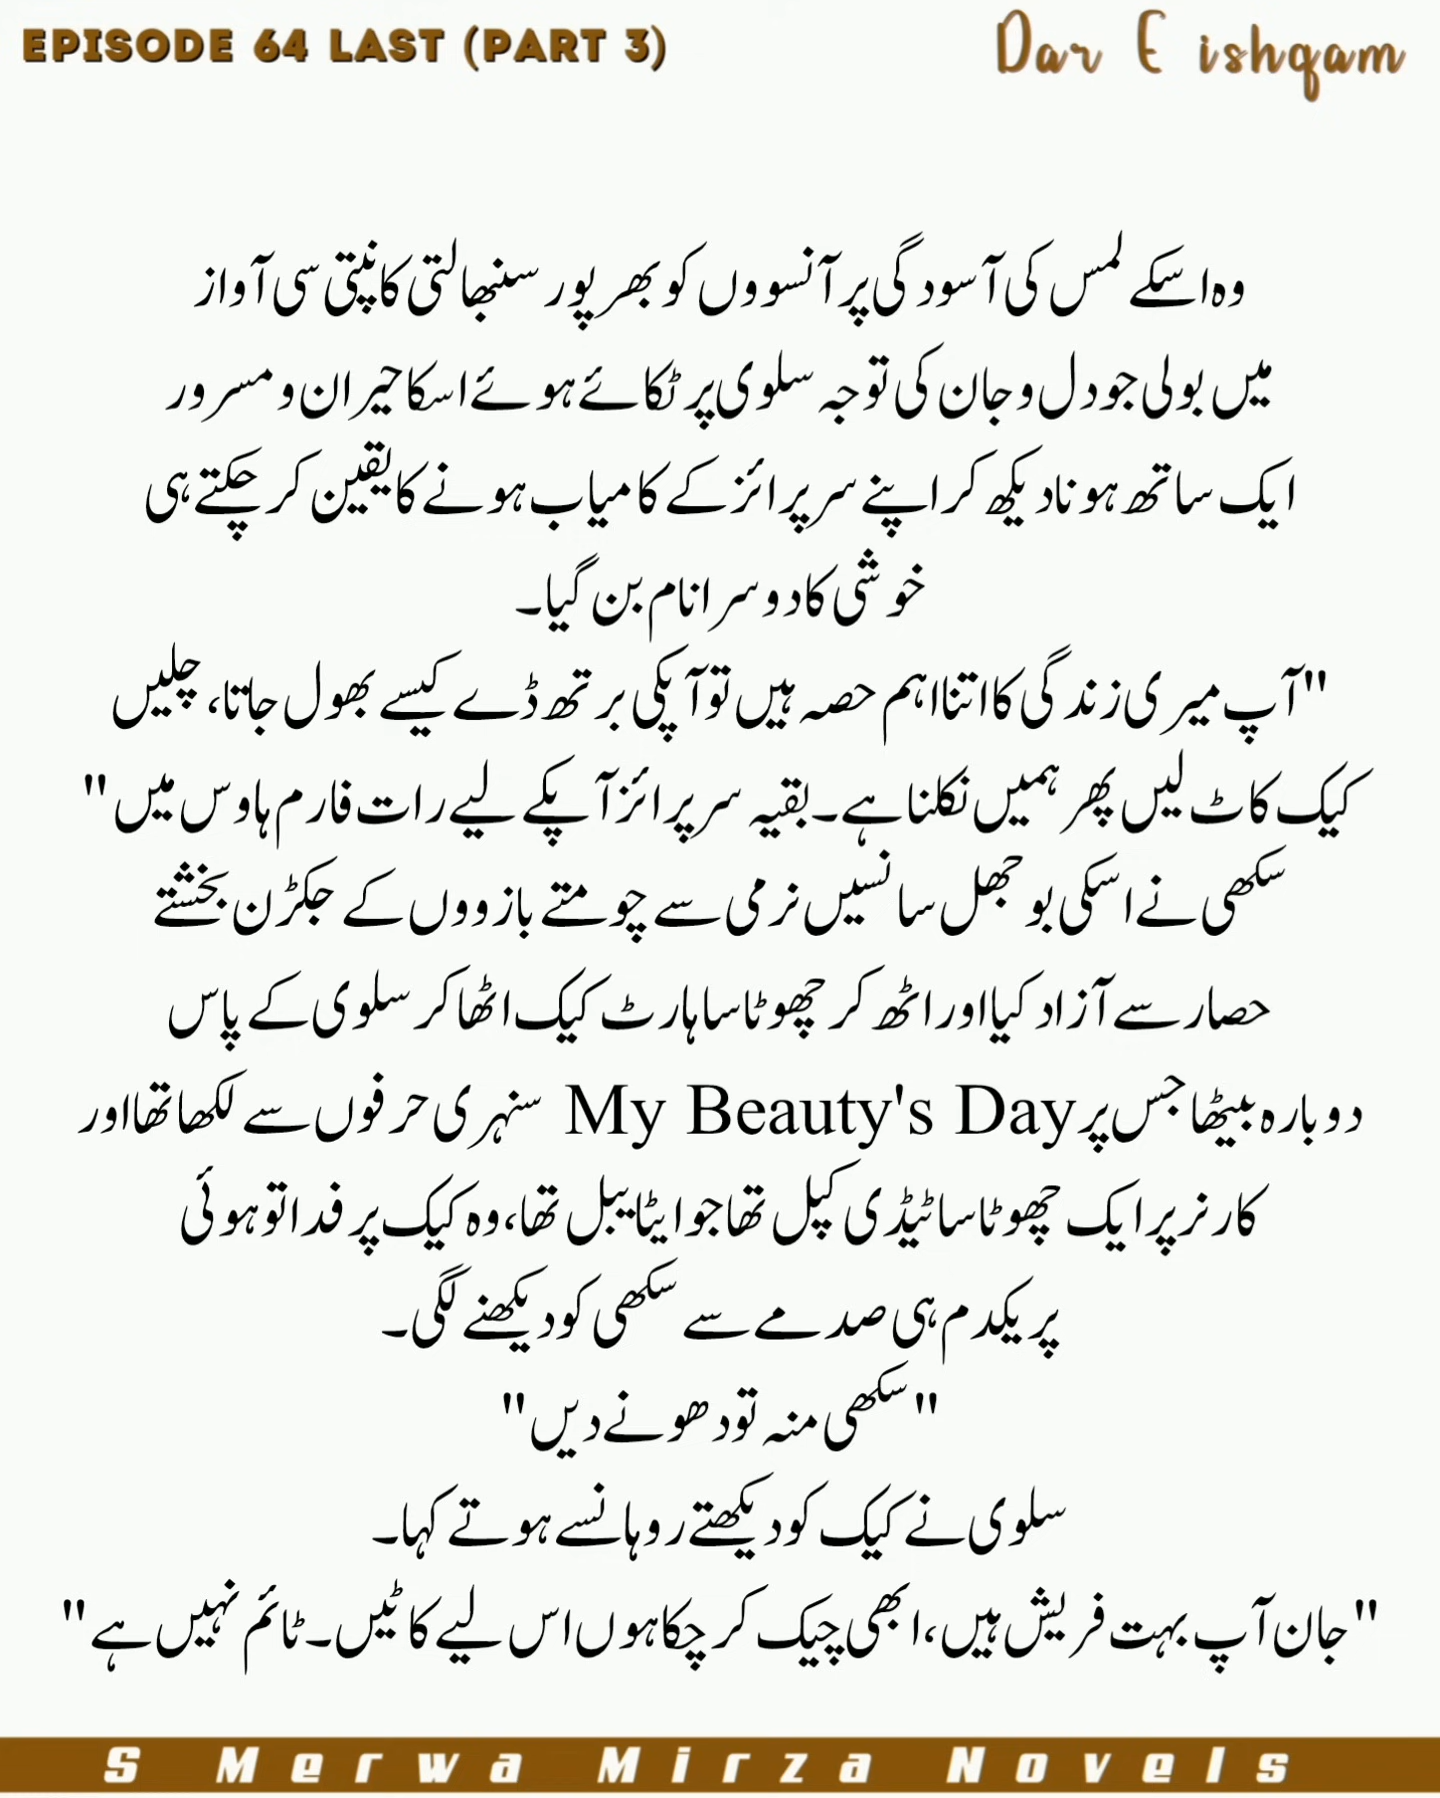 EPISODE 64 LAST (PART 3)
Dar E ishqam
وہ اسکے لمس کی آسودگی پر آنسووں کو بھرپور سنبھالتی کانپتی سی آواز
میں بولی جو دل و جان کی توجہ سلوی پر ٹکائے ہوئے اسکا حیران و مسرور
ایک ساتھ ہونا دیکھ کر اپنے سرپرائز کے کامیاب ہونے کا یقین کر چکتے ہی
خوشی کا دوسرا نام بن گیا۔
"آپ میری زندگی کا اتنا اہم حصہ ہیں تو آپکی برتھ ڈے کیسے بھول جاتا، چلیں
کیک کاٹ لیں پھر ہمیں نکلنا ہے۔ بقیہ سرپرائز آپکے لیے رات فارم ہاوس میں"
سکھی نے اسکی بوجھل سانسیں نرمی سے چومتے بازووں کے جکڑن بخشتے
حصار سے آزاد کیا اور اٹھ کر چھوٹا سا ہارٹ کیک اٹھا کر سلوی کے پاس
دوبارہ بیٹھا جس پر My Beauty's Day سنہری حرفوں سے لکھا تھا اور
کارنر پر ایک چھوٹا سا ٹیڈی کپل تھا جو ایٹایبل تھا، وہ کیک پر فدا تو ہوئی
پر یکدم ہی صدمے سے سکھی کو دیکھنے لگی۔
"سکھی منہ تو دھونے دیں"
سلوی نے کیک کو دیکھتے روہانسے ہوتے کہا۔
"جان آپ بہت فریش ہیں، ابھی چیک کر چکا ہوں اس لیے کاٹیں۔ ٹائم نہیں ہے"
S Merwa Mirza Novels